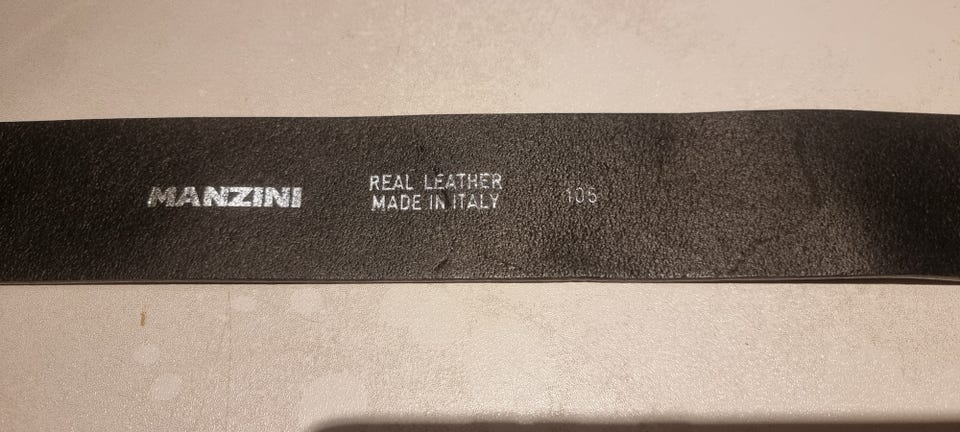 MANZINI
REAL LEATHER
MADE IN ITALY
105